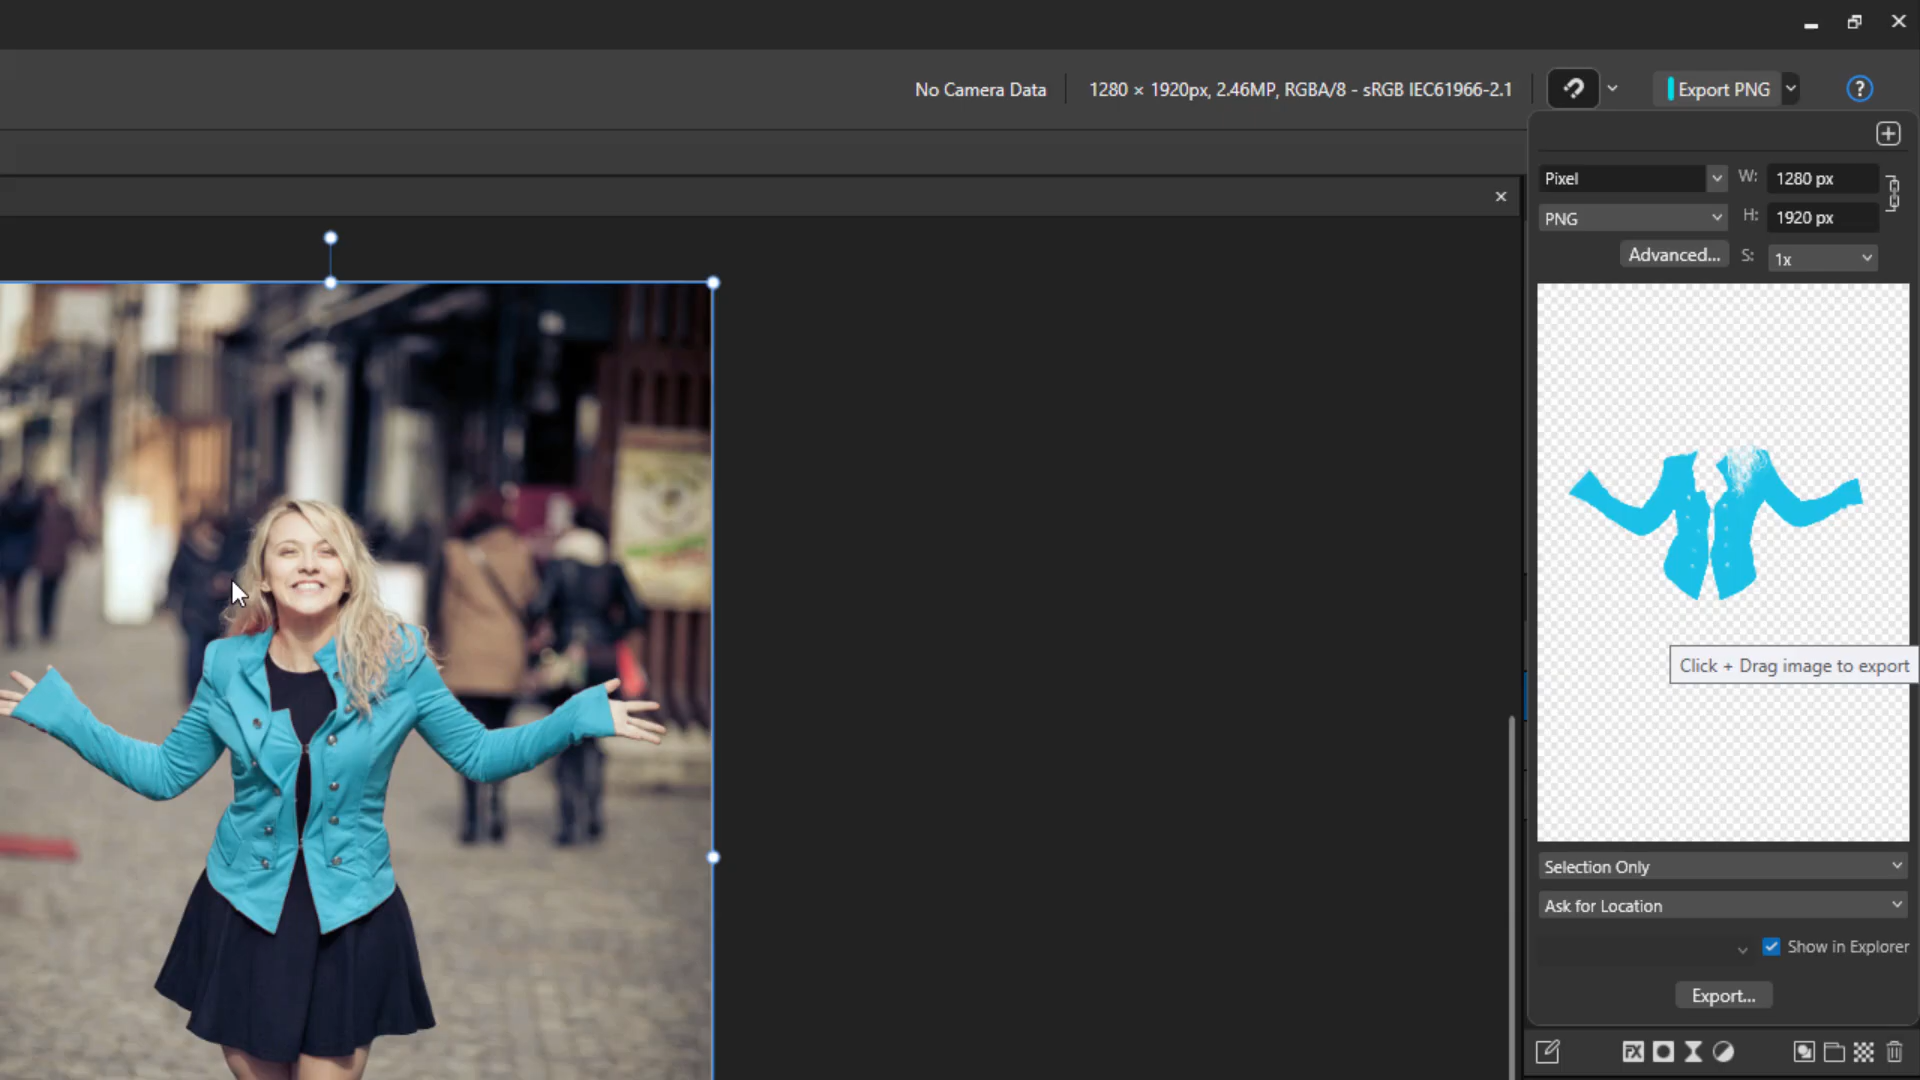 No Camera Data
1280 × 1920px, 2.46MP, RGBA/8 - sRGB IEC61966-2.1
Export PNG
?
Pixel
W: 1280 px
PNG
H: 1920 px
Advanced...
S: 1x
Click + Drag image to export
Selection Only
Ask for Location
Show in Explorer
Export...
FX